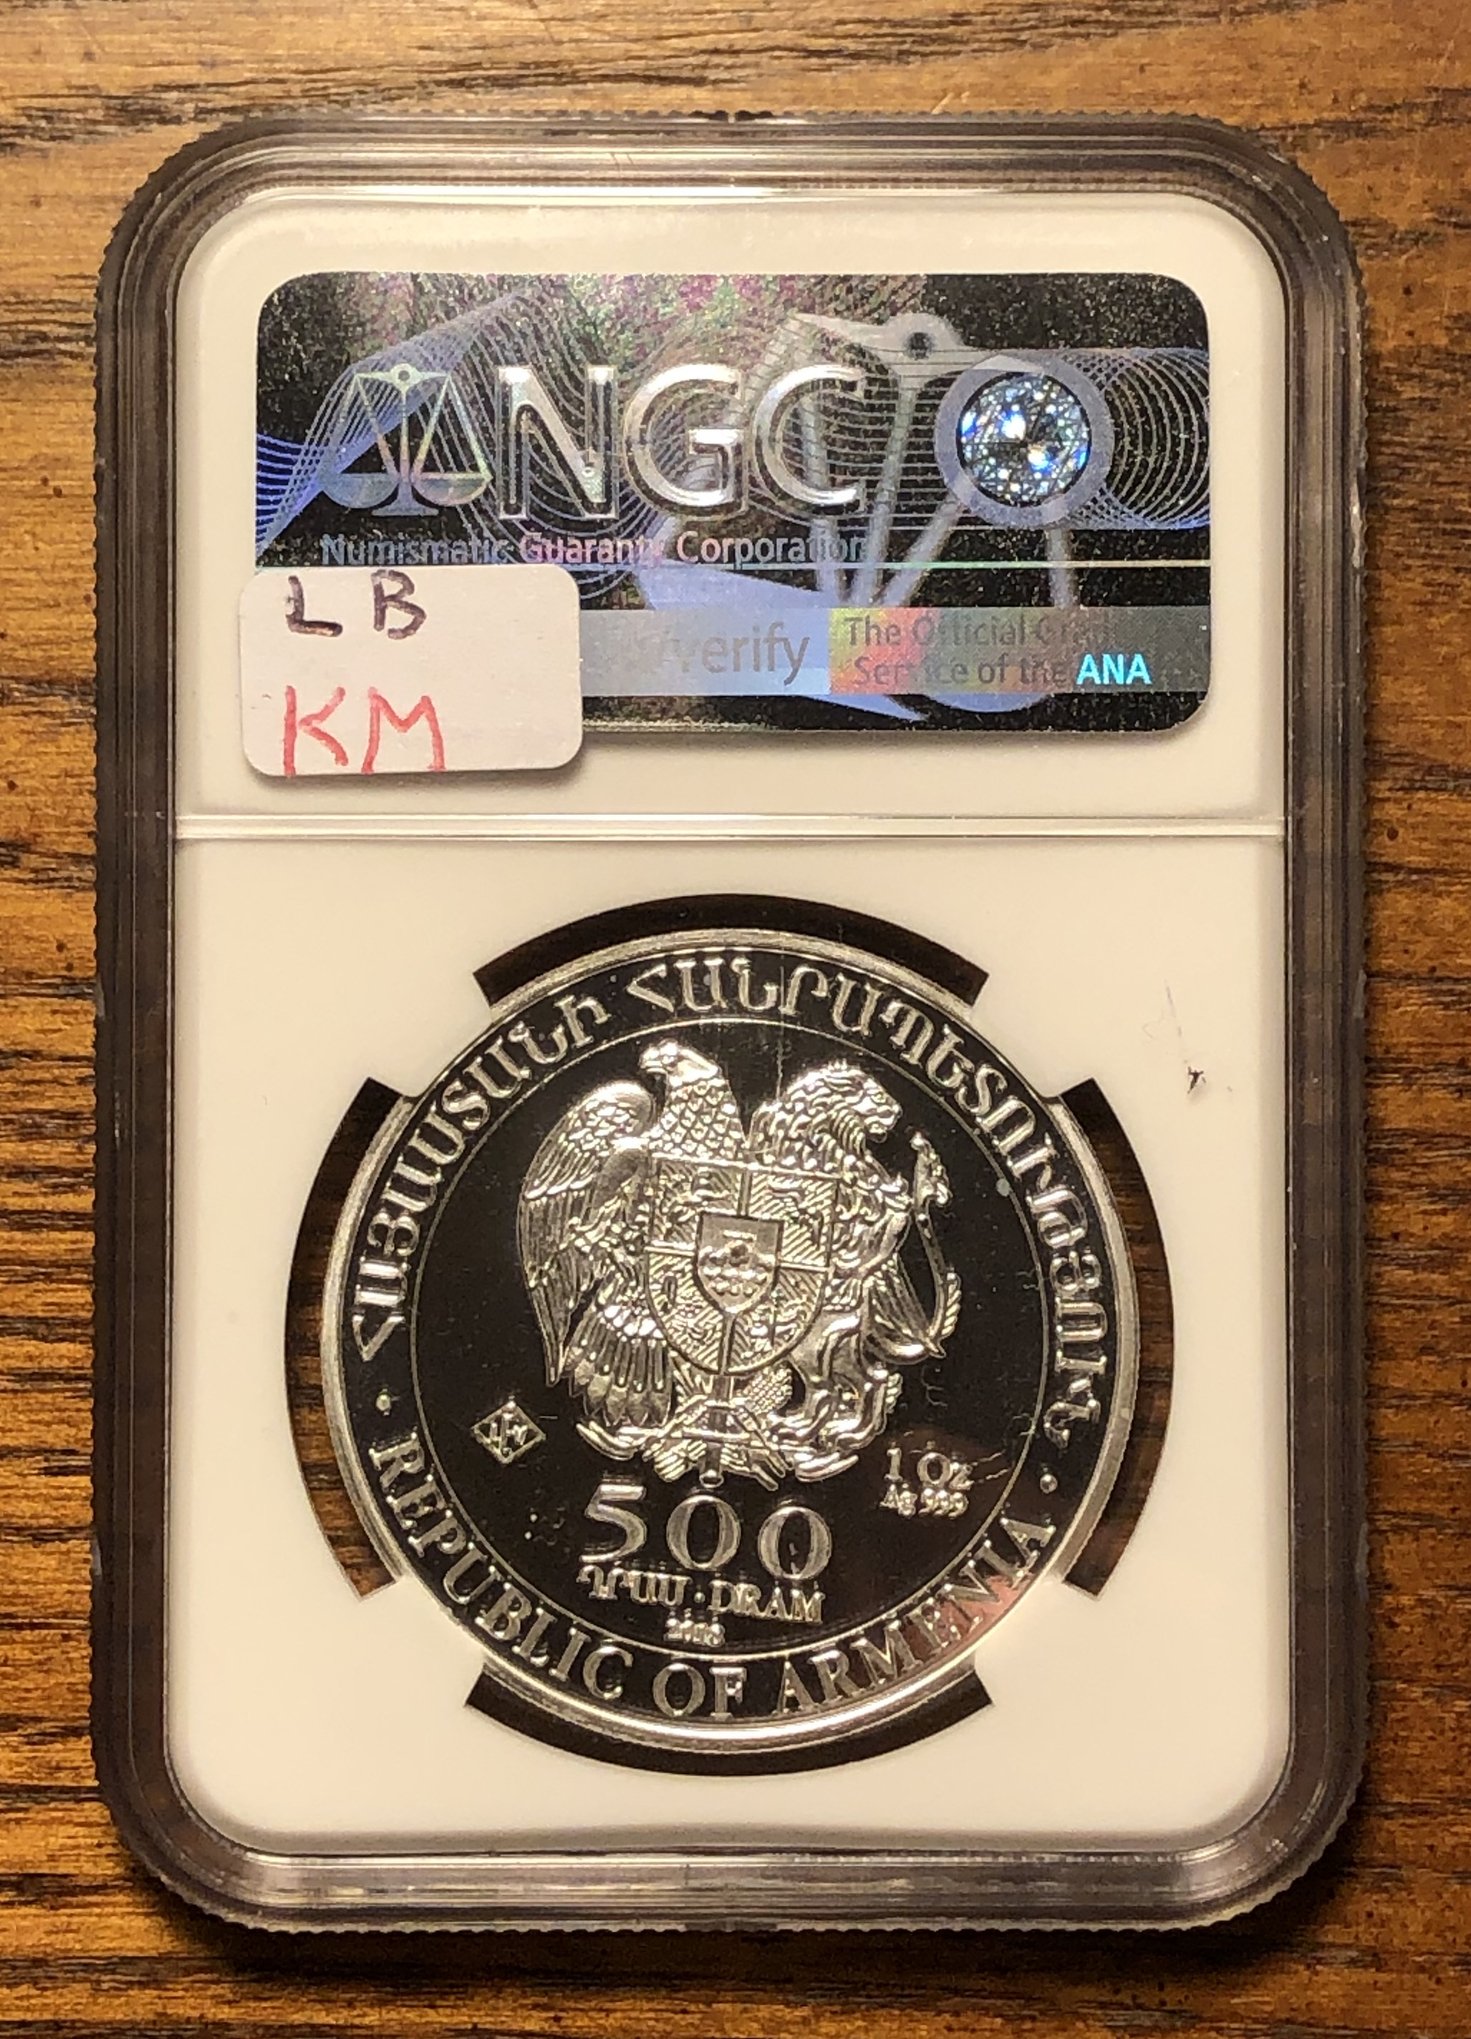 NGC
Numismatic Guaranty Corporation
LB
KM
/verify
The Official Grading
Service of the ANA
ՀԱՅԱՍՏԱՆԻ ՀԱՆՐԱՊԵՏՈՒԹՅՈՒՆ
1 Oz
Ag 999
500
ԴՐԱՄ · DRAM
REPUBLIC OF ARMENIA